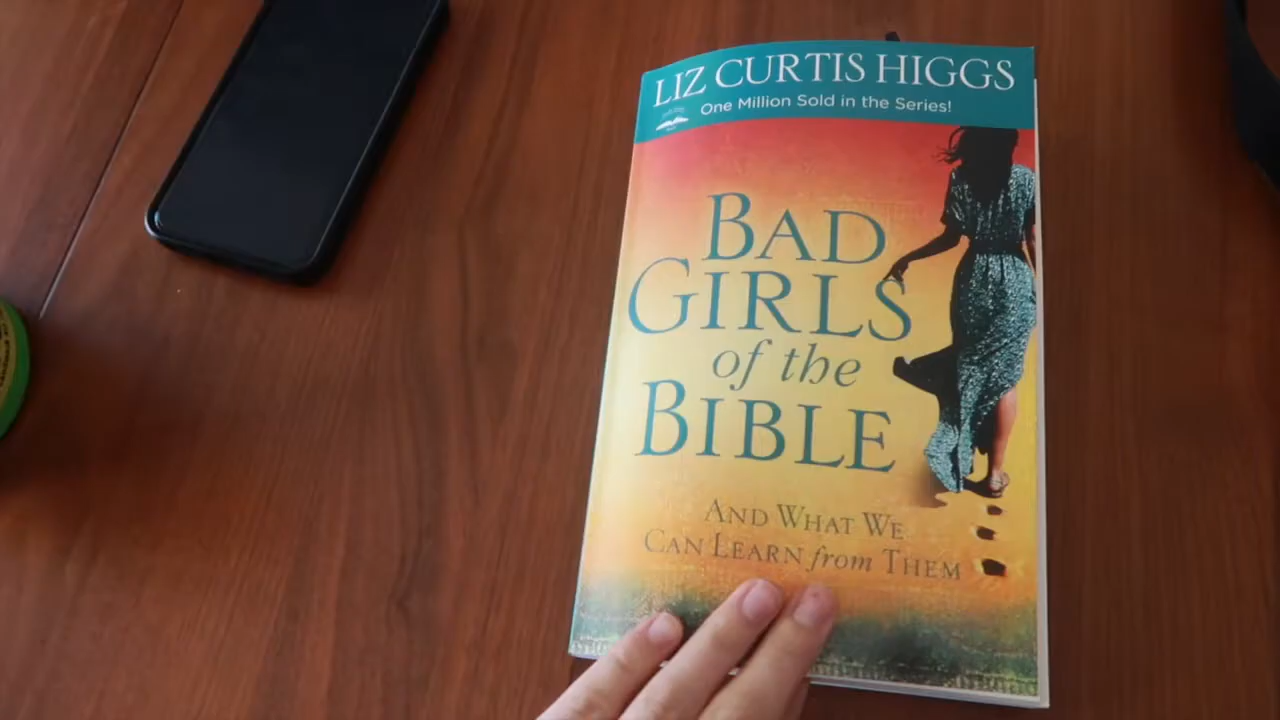 LIZ CURTIS HIGGS
One Million Sold in the Series!
BAD
GIRLS
of the
BIBLE
AND WHAT WE
CAN LEARN from THEM